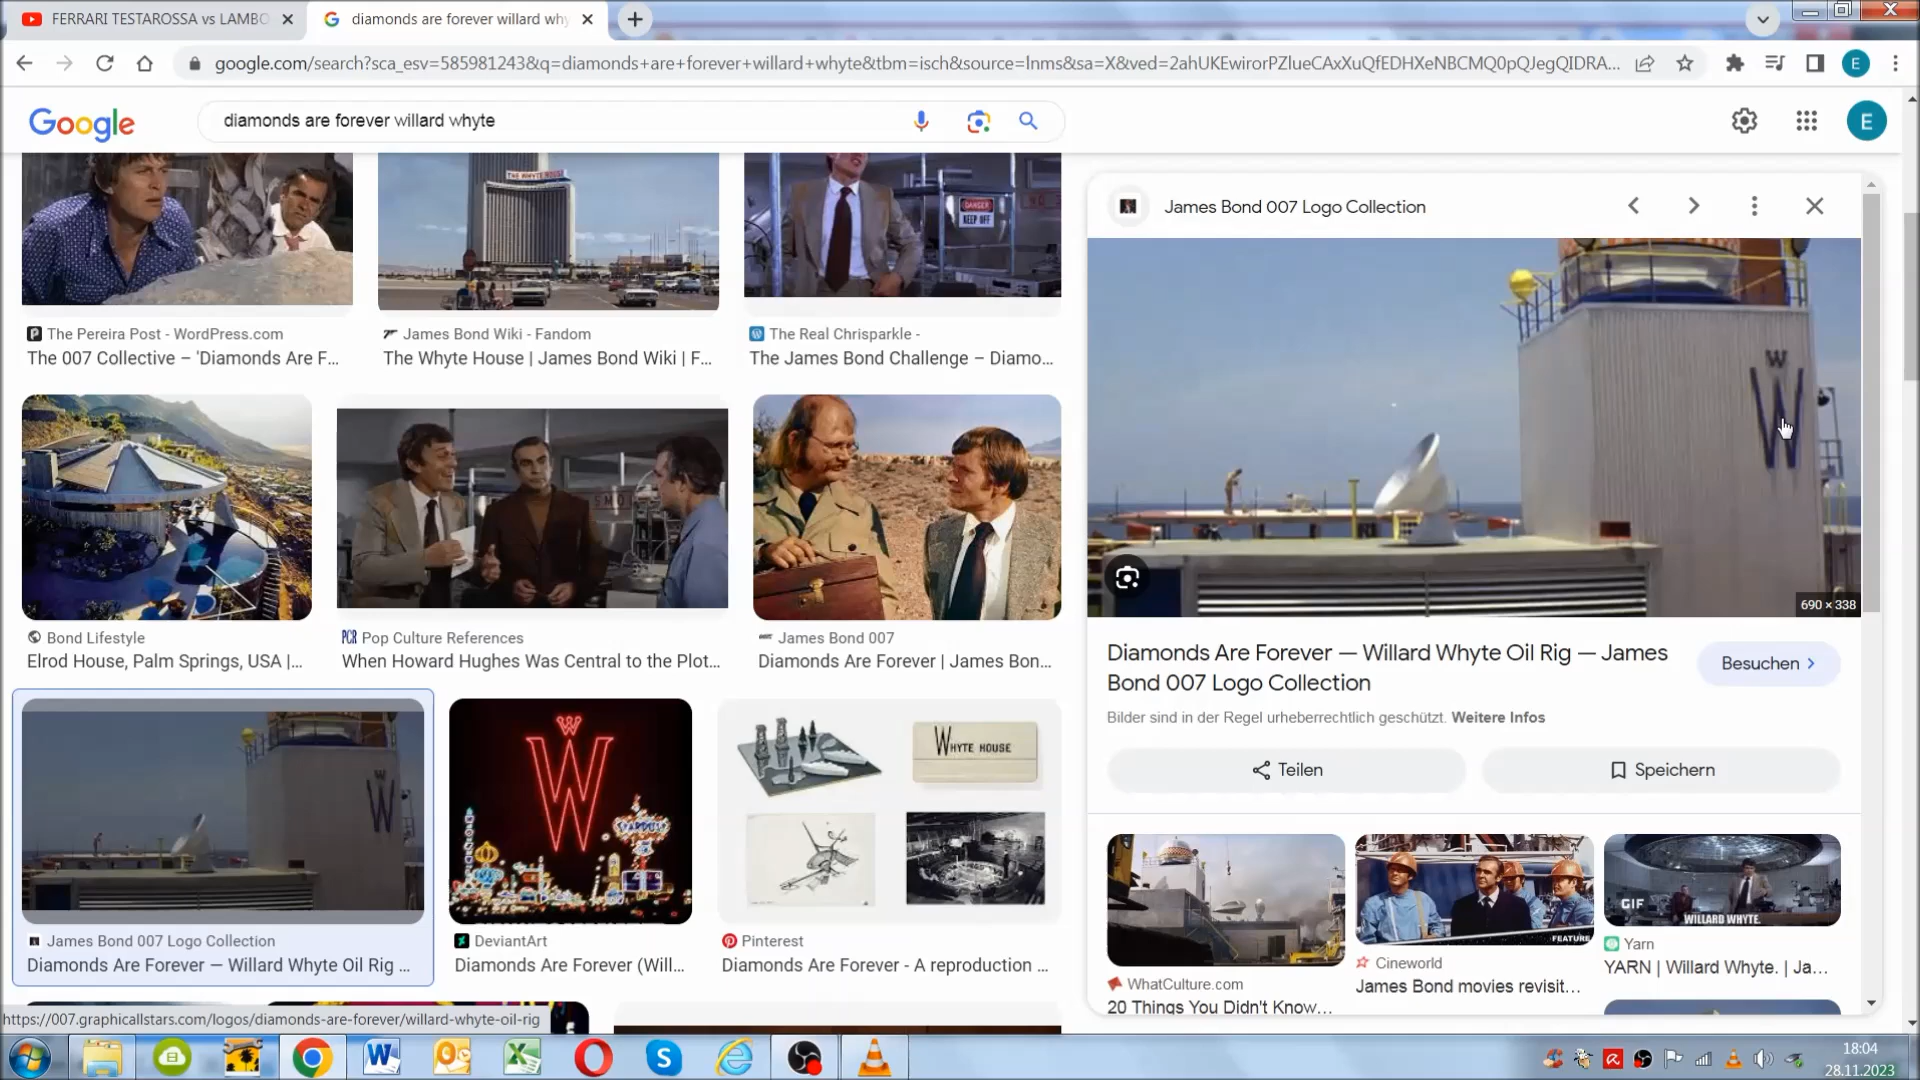 FERRARI TESTAROSSA vs LAMBO
diamonds are forever willard why
google.com/search?sca_esv=585981243&q=diamonds+are+forever+willard+whyte&tbm=isch&source=lnms&sa=X&ved=2ahUKEwirorPZlueCAxXuQfEDHXeNBCMQ0pQJegQIDRA...
E
Google
diamonds are forever willard whyte
E
THE WHYTE HOUSE
DANGER
KEEP OFF
James Bond 007 Logo Collection
The Pereira Post - WordPress.com
The 007 Collective – 'Diamonds Are F...
James Bond Wiki - Fandom
The Whyte House | James Bond Wiki | F...
The Real Chrisparkle -
The James Bond Challenge – Diamo...
W
W
690 × 338
PCR
Bond Lifestyle
Elrod House, Palm Springs, USA |...
Pop Culture References
When Howard Hughes Was Central to the Plot...
James Bond 007
Diamonds Are Forever | James Bon...
Diamonds Are Forever — Willard Whyte Oil Rig — James
Bond 007 Logo Collection
Besuchen
Bilder sind in der Regel urheberrechtlich geschützt. Weitere Infos
Teilen
Speichern
W
W
W
W
STARDUST
WHYTE HOUSE
James Bond 007 Logo Collection
Diamonds Are Forever — Willard Whyte Oil Rig ...
DeviantArt
Diamonds Are Forever (Will...
Pinterest
Diamonds Are Forever - A reproduction ...
FEATURE
GIF
WILLARD WHYTE.
WhatCulture.com
20 Things You Didn't Know...
Cineworld
James Bond movies revisit...
Yarn
YARN | Willard Whyte. | Ja...
https://007.graphicallstars.com/logos/diamonds-are-forever/willard-whyte-oil-rig
18:04
28.11.2023